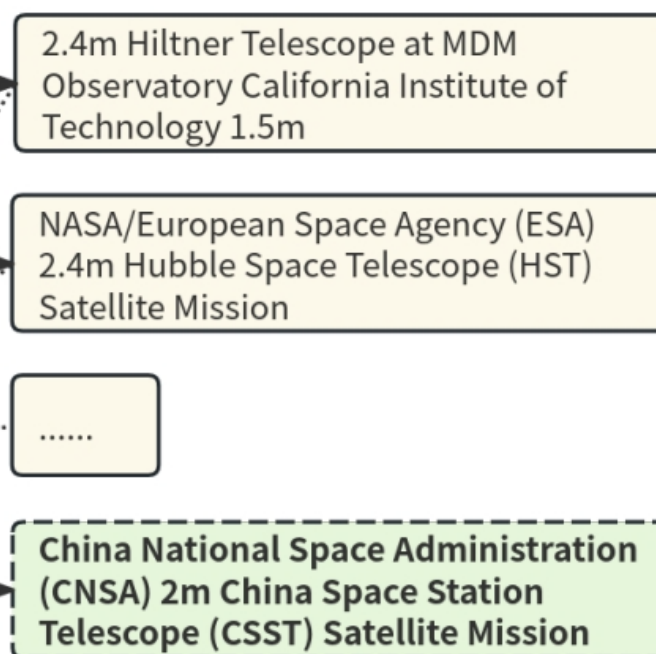 2.4m Hiltner Telescope at MDM
Observatory California Institute of
Technology 1.5m
NASA/European Space Agency (ESA)
2.4m Hubble Space Telescope (HST)
Satellite Mission
......
China National Space Administration
(CNSA) 2m China Space Station
Telescope (CSST) Satellite Mission